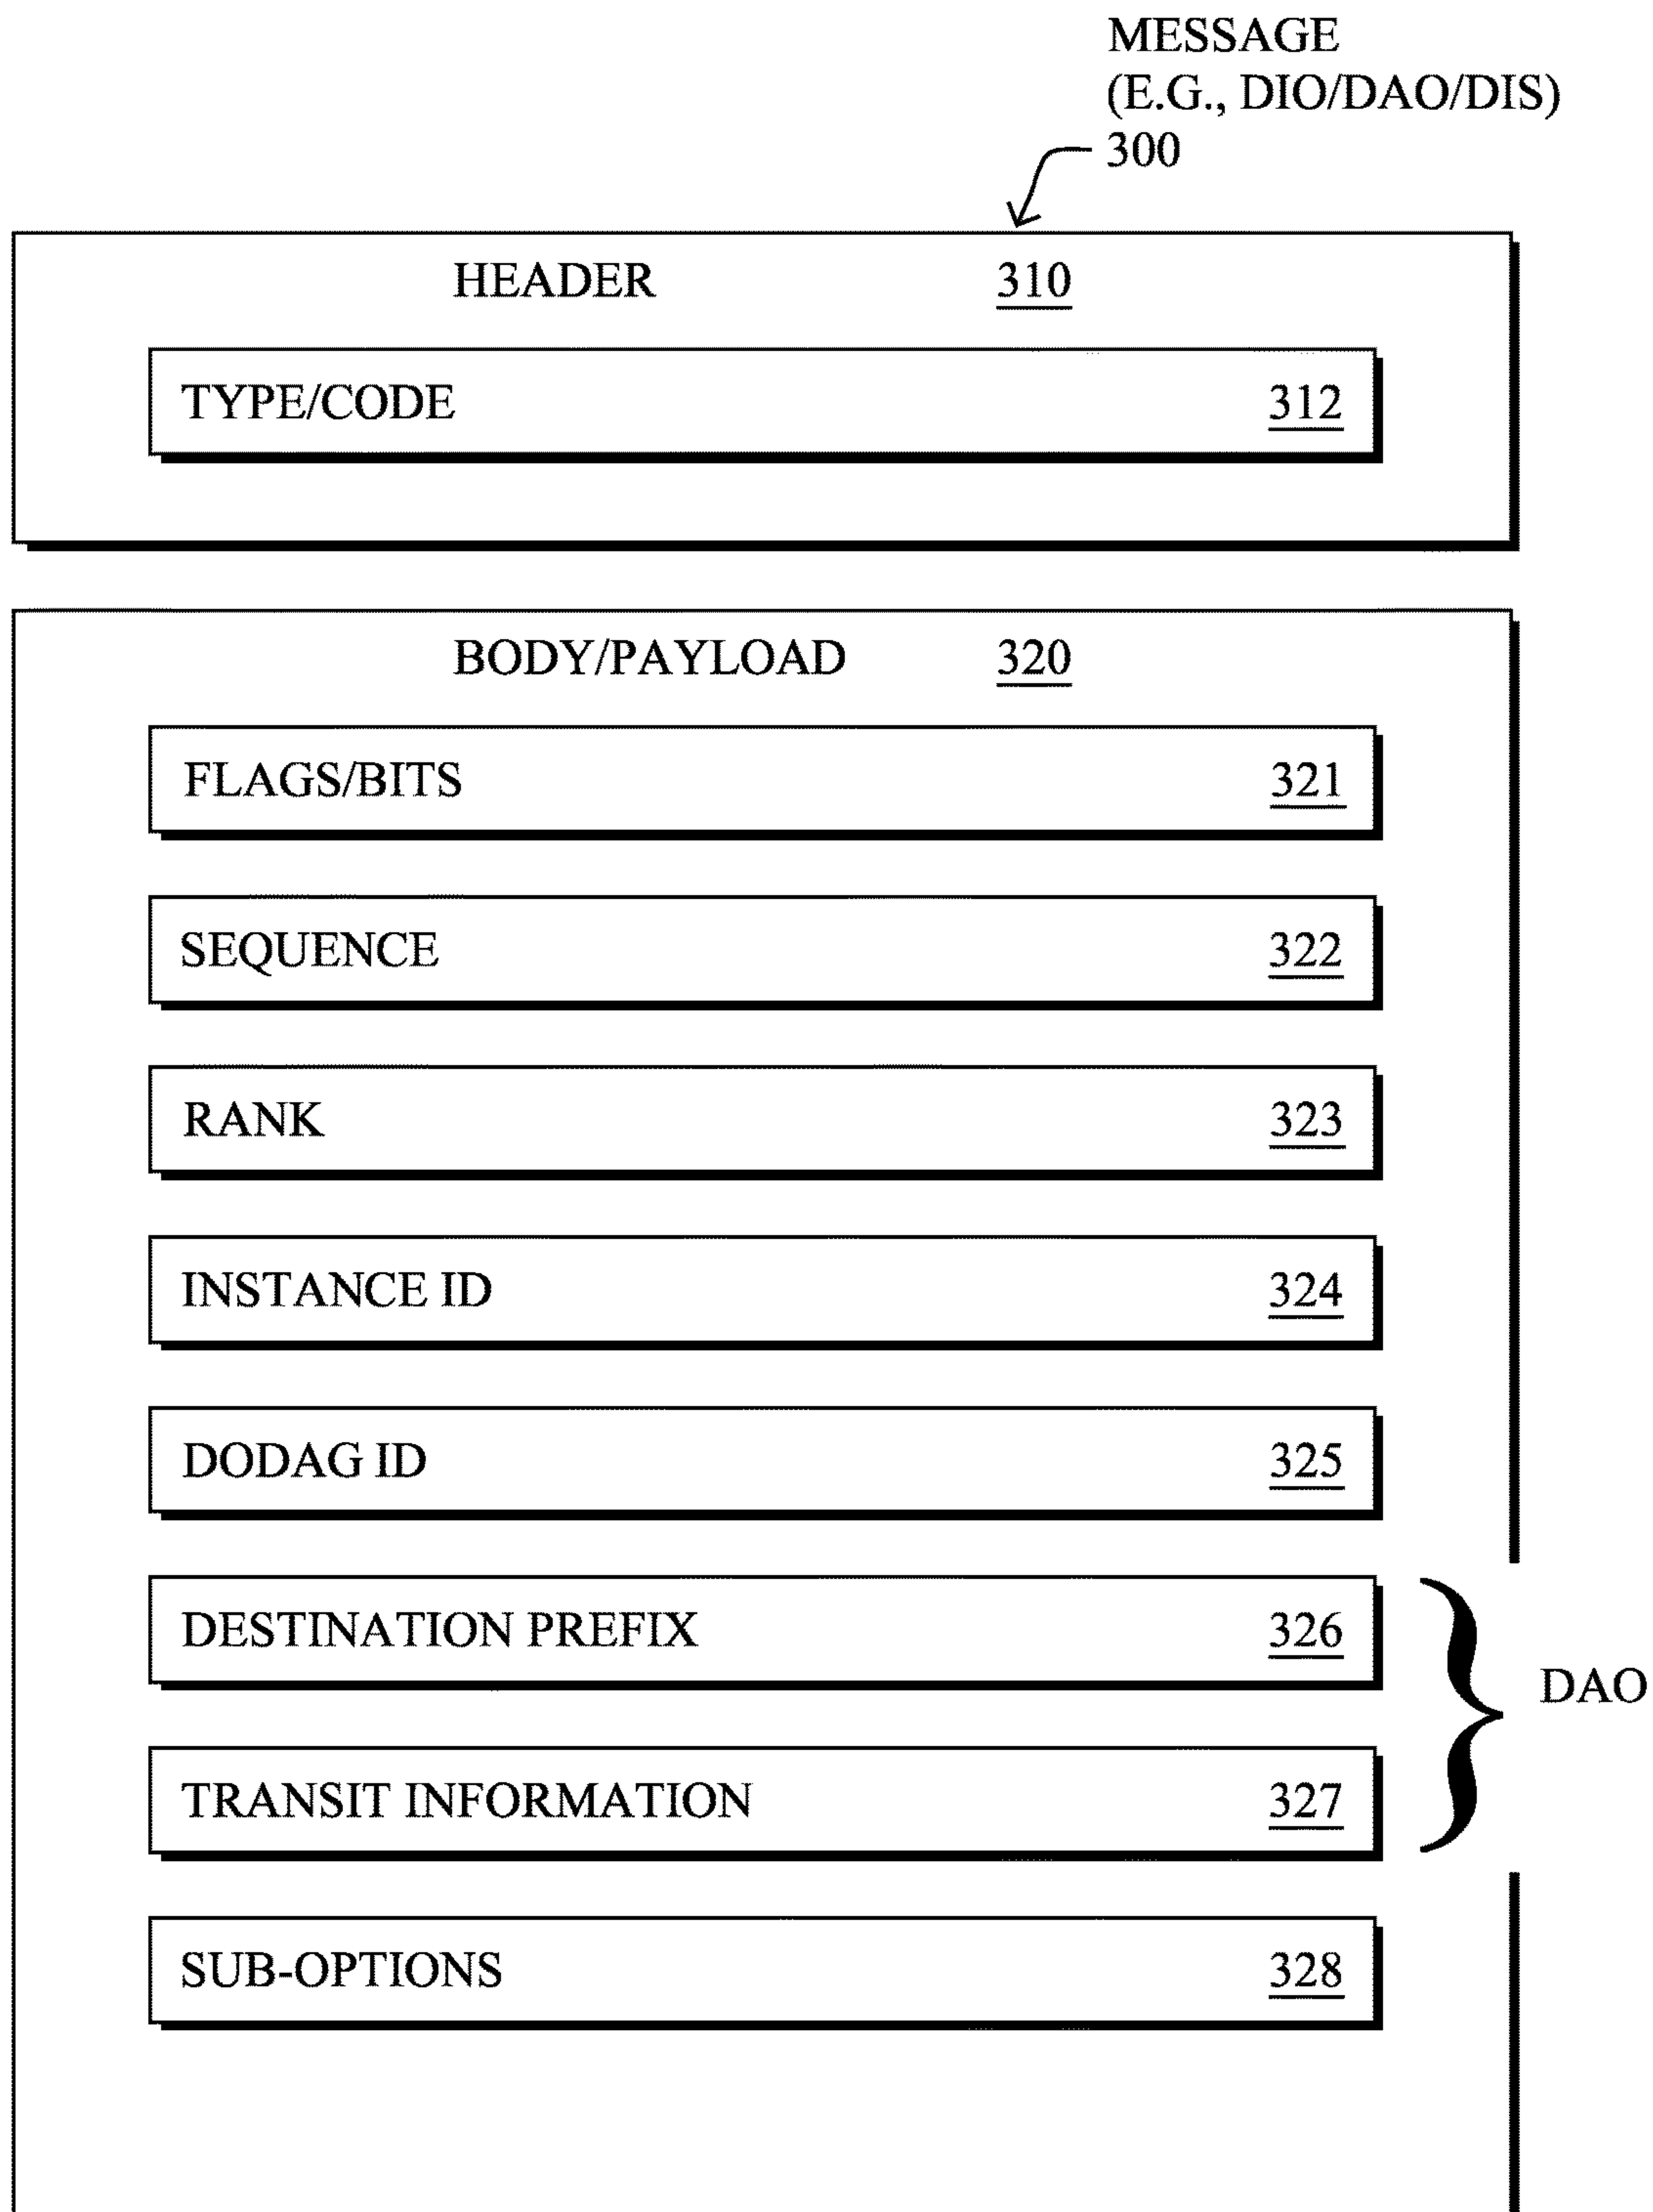 MESSAGE
(E.G., DIO/DAO/DIS)
300
HEADER 310
TYPE/CODE 312
BODY/PAYLOAD 320
FLAGS/BITS 321
SEQUENCE 322
RANK 323
INSTANCE ID 324
DODAG ID 325
DESTINATION PREFIX 326
DAO
TRANSIT INFORMATION 327
SUB-OPTIONS 328